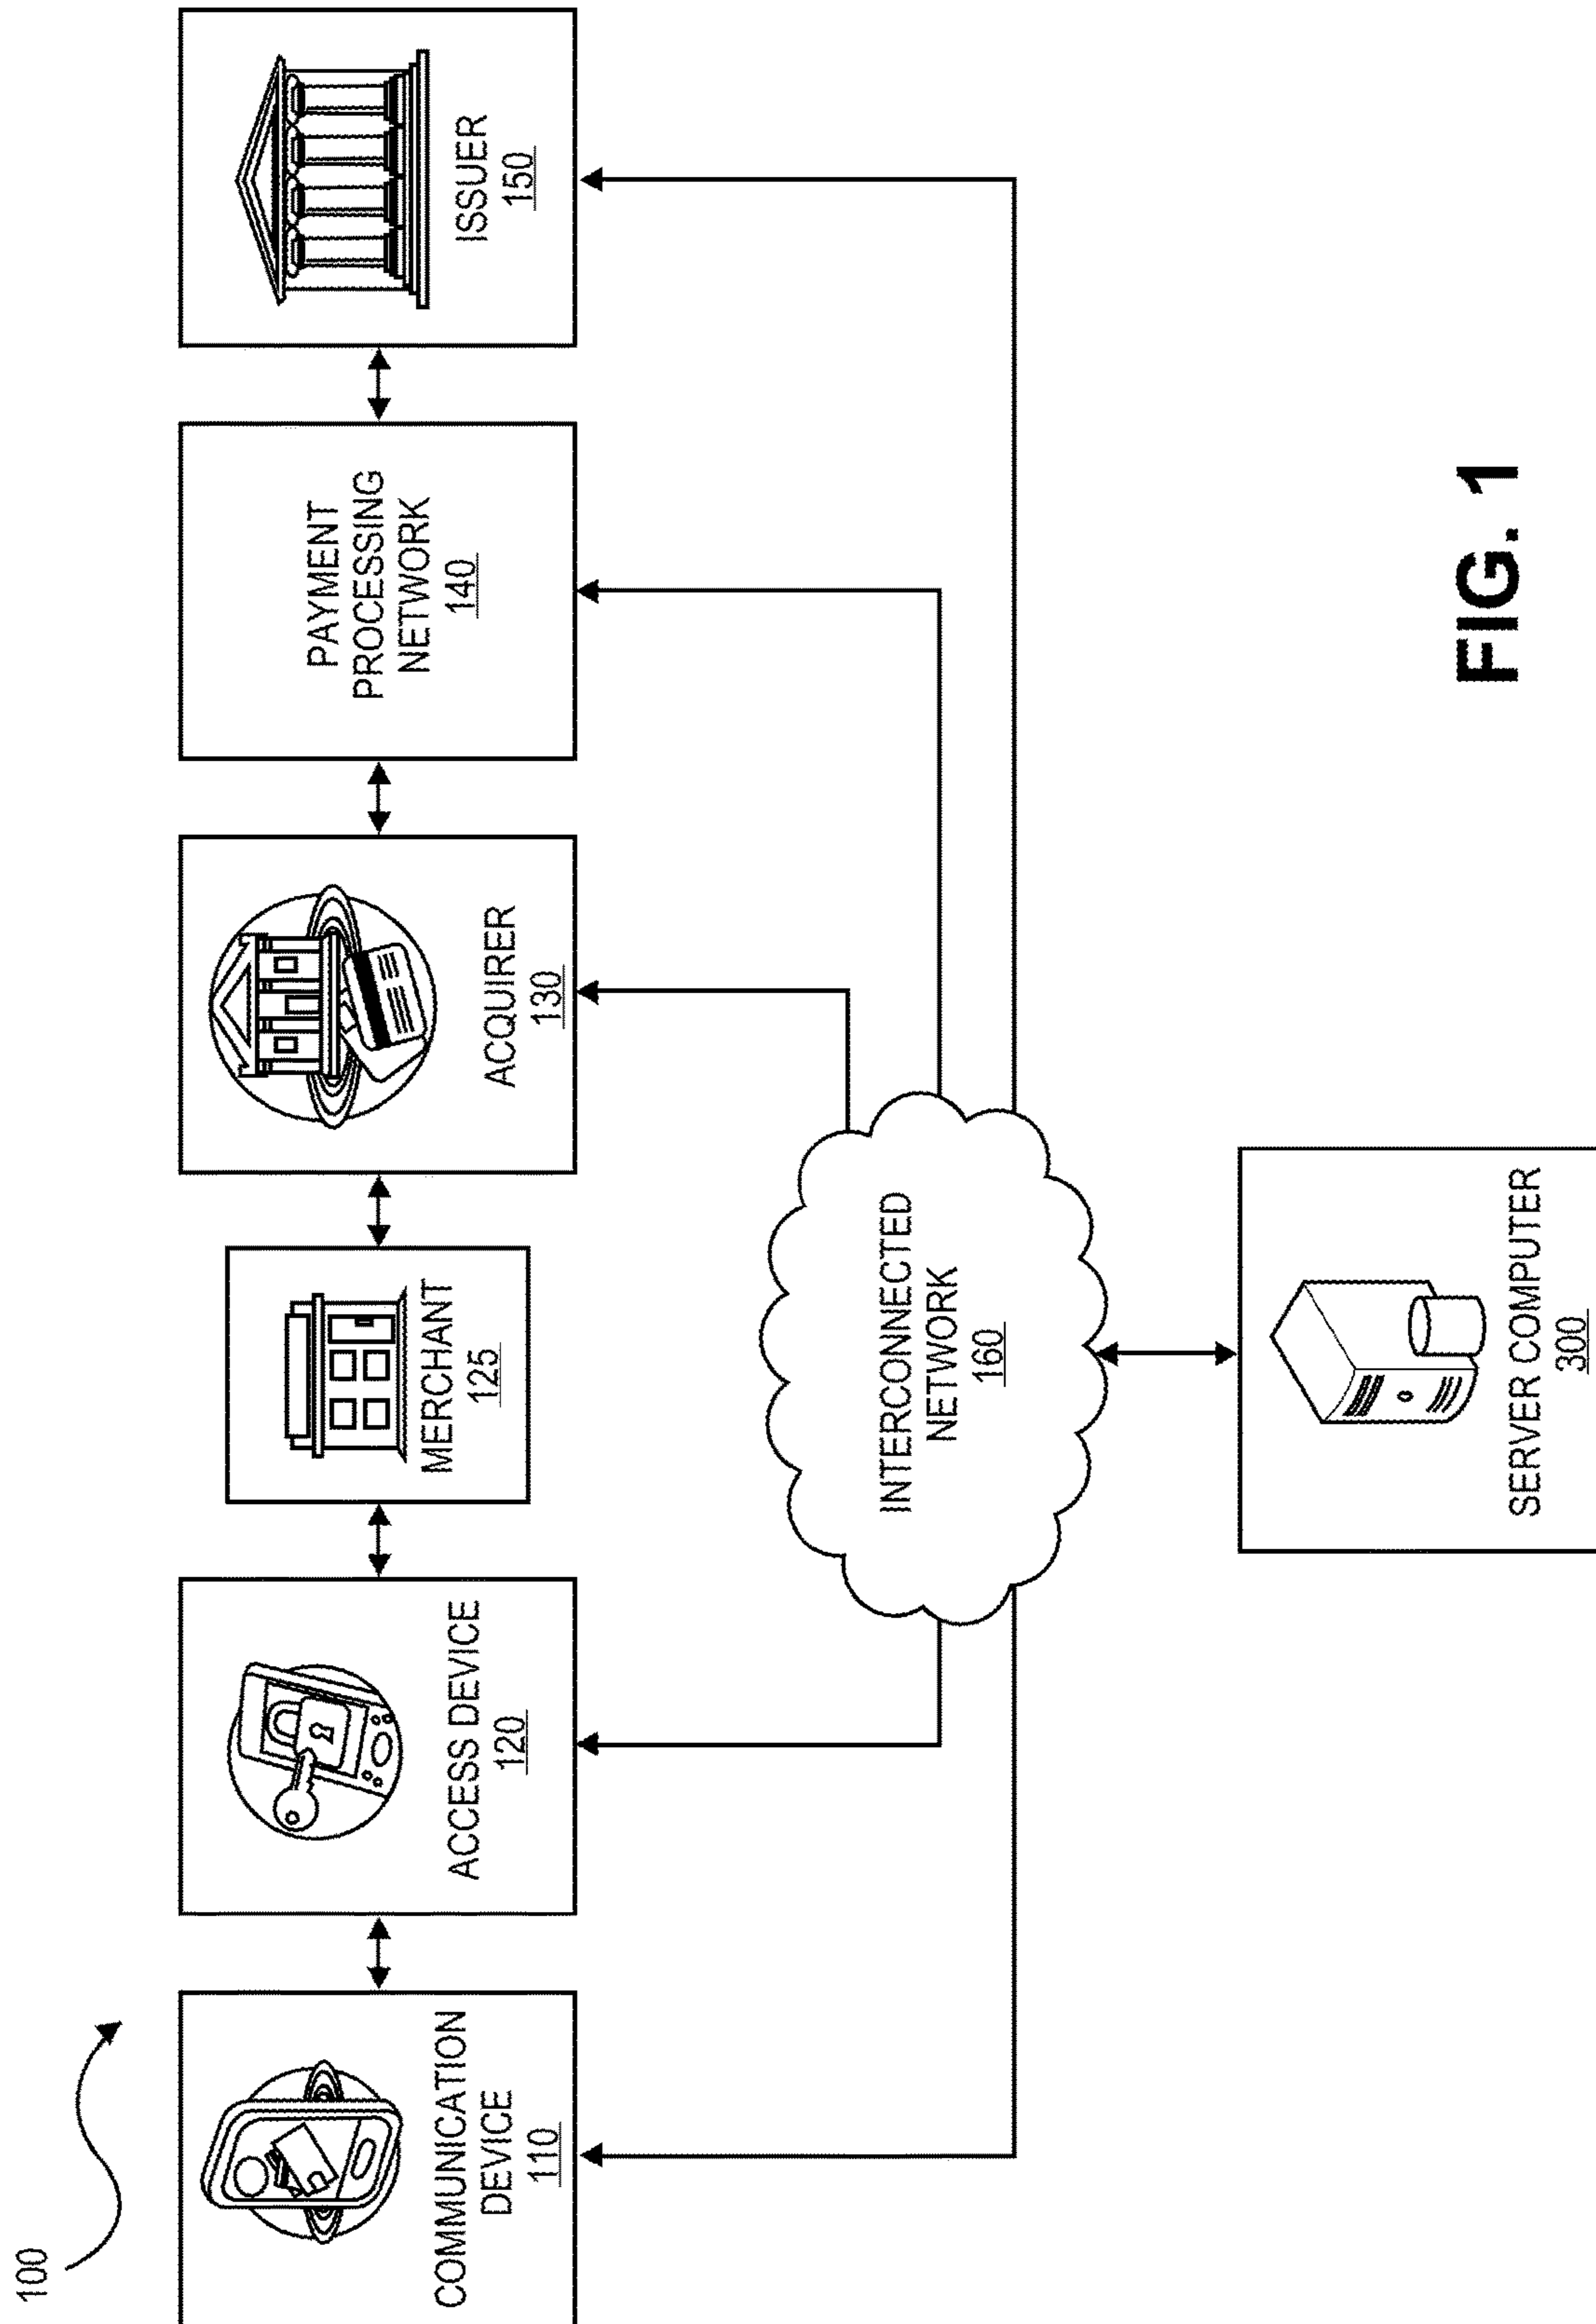 100
COMMUNICATION
DEVICE
110
ACCESS DEVICE
120
MERCHANT
125
ACQUIRER
130
PAYMENT
PROCESSING
NETWORK
140
ISSUER
150
INTERCONNECTED
NETWORK
160
SERVER COMPUTER
300
FIG. 1